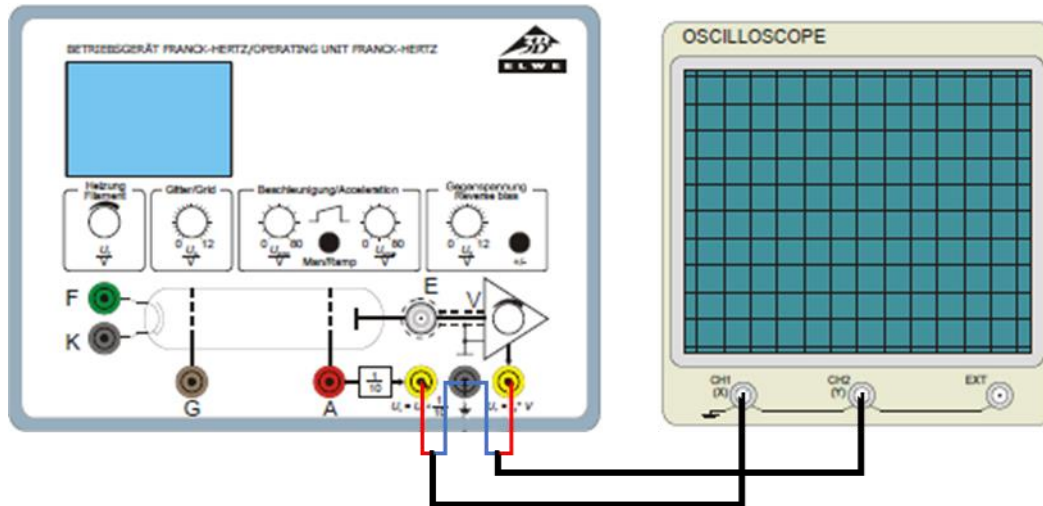 BETRIEBSGERÄT FRANCK-HERTZ/OPERATING UNIT FRANCK-HERTZ
3B
ELWE
OSCILLOSCOPE
Heizung
Filament
Gitter/Grid
Beschleunigung/Acceleration
Gegenspannung
Reverse bias
0 12
0 80
0 80
0 12
V
V
V
V
V
Man/Ramp
+/-
F
K
E
V
G
A
1
10
CH1
(X)
CH2
(Y)
EXT